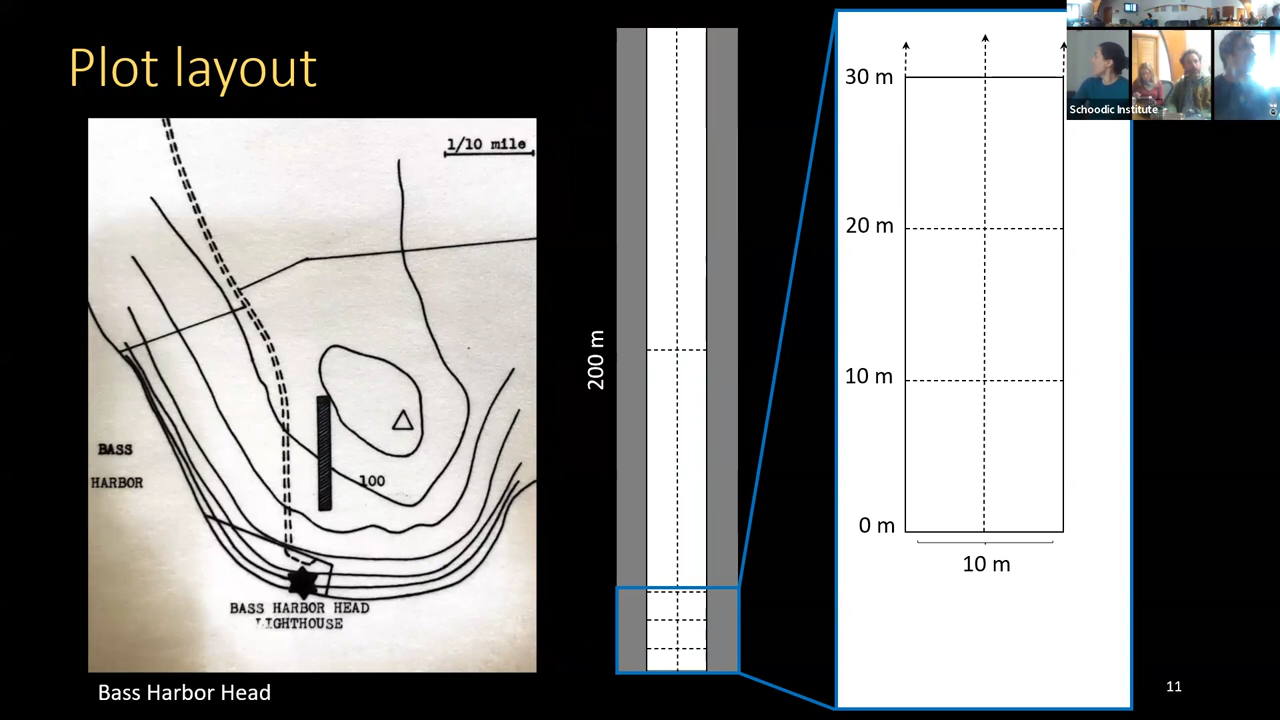 Plot layout
1/10 mile
BASS
HARBOR
100
BASS HARBOR HEAD
LIGHTHOUSE
Bass Harbor Head
200 m
30 m
20 m
10 m
0 m
10 m
Schoodic Institute
11